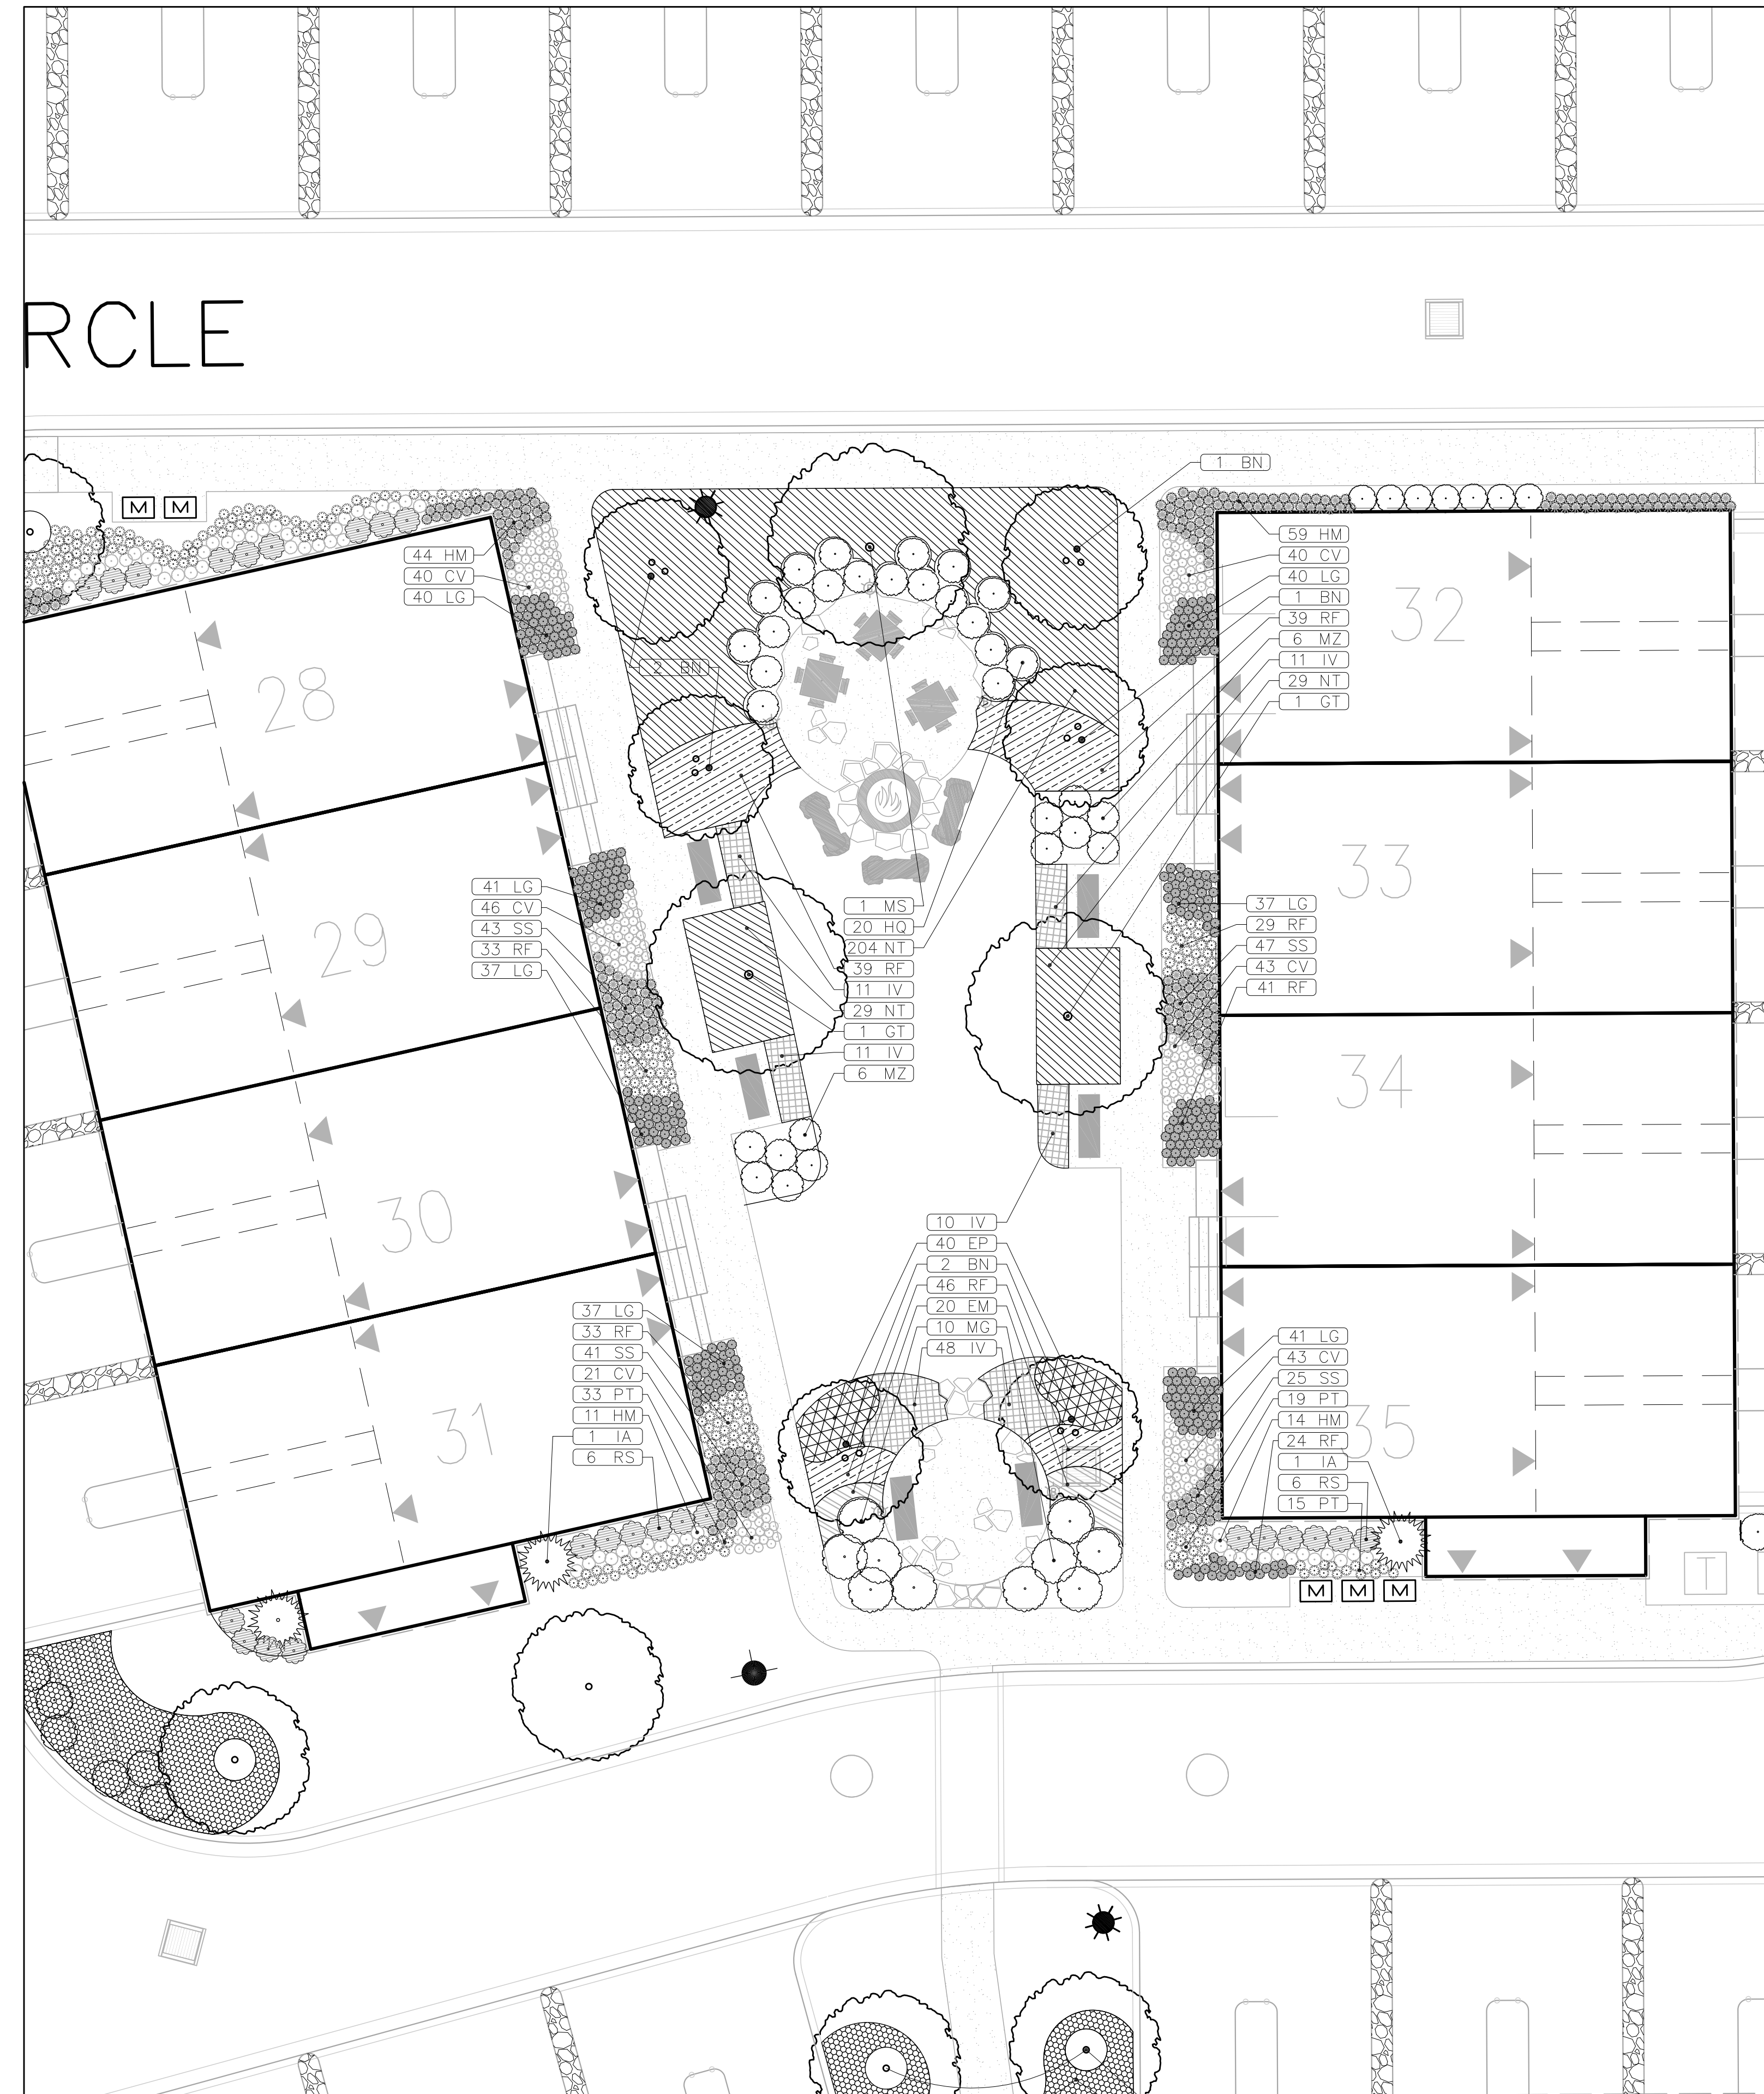 RCLE
1 BN
M M
44 HM
40 CV
40 LG
59 HM
40 CV
40 LG
1 BN
39 RF
6 MZ
11 IV
29 NT
1 GT
32
28
2 BN
33
29
41 LG
46 CV
43 SS
33 RF
37 LG
1 MS
20 HQ
204 NT
39 RF
11 IV
29 NT
1 GT
11 IV
6 MZ
37 LG
29 RF
47 SS
43 CV
41 RF
34
30
10 IV
40 EP
2 BN
46 RF
20 EM
10 MG
48 IV
31
37 LG
33 RF
41 SS
21 CV
33 PT
11 HM
1 IA
6 RS
35
41 LG
43 CV
25 SS
19 PT
14 HM
24 RF
1 IA
6 RS
15 PT
M M M
T